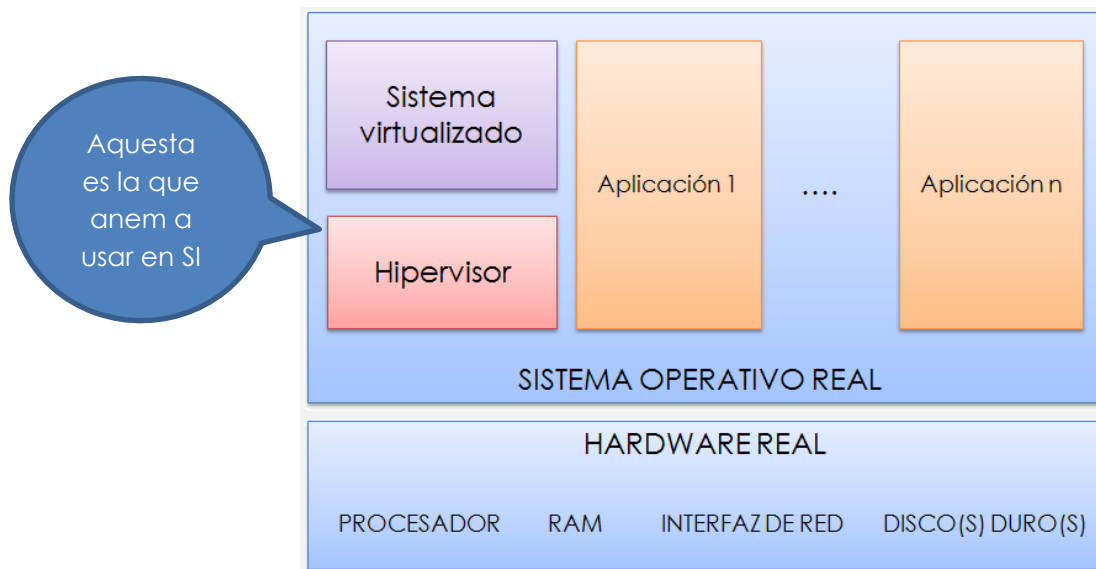 Aquesta
es la que
anem a
usar en SI
Sistema
virtualizado
Hipervisor
Aplicación 1
....
Aplicación n
SISTEMA OPERATIVO REAL
HARDWARE REAL
PROCESADOR RAM INTERFAZ DE RED DISCO(S) DURO(S)